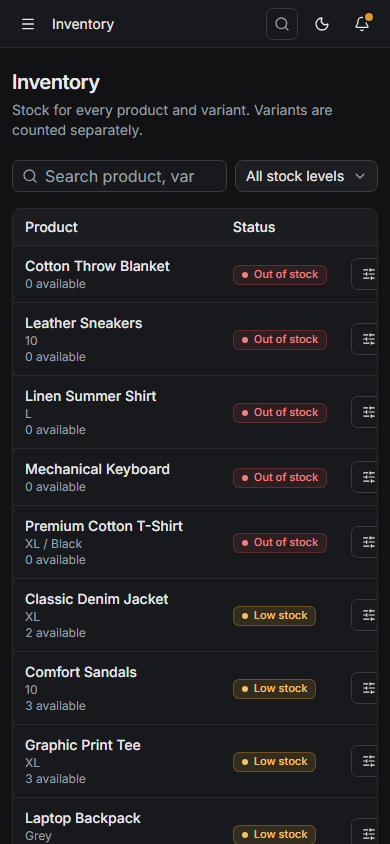 Inventory
Inventory
Stock for every product and variant. Variants are
counted separately.
Search product, var
All stock levels
Product Status
Cotton Throw Blanket
0 available
Out of stock
Leather Sneakers
10
0 available
Out of stock
Linen Summer Shirt
L
0 available
Out of stock
Mechanical Keyboard
0 available
Out of stock
Premium Cotton T-Shirt
XL / Black
0 available
Out of stock
Classic Denim Jacket
XL
2 available
Low stock
Comfort Sandals
10
3 available
Low stock
Graphic Print Tee
XL
3 available
Low stock
Laptop Backpack
Grey
Low stock